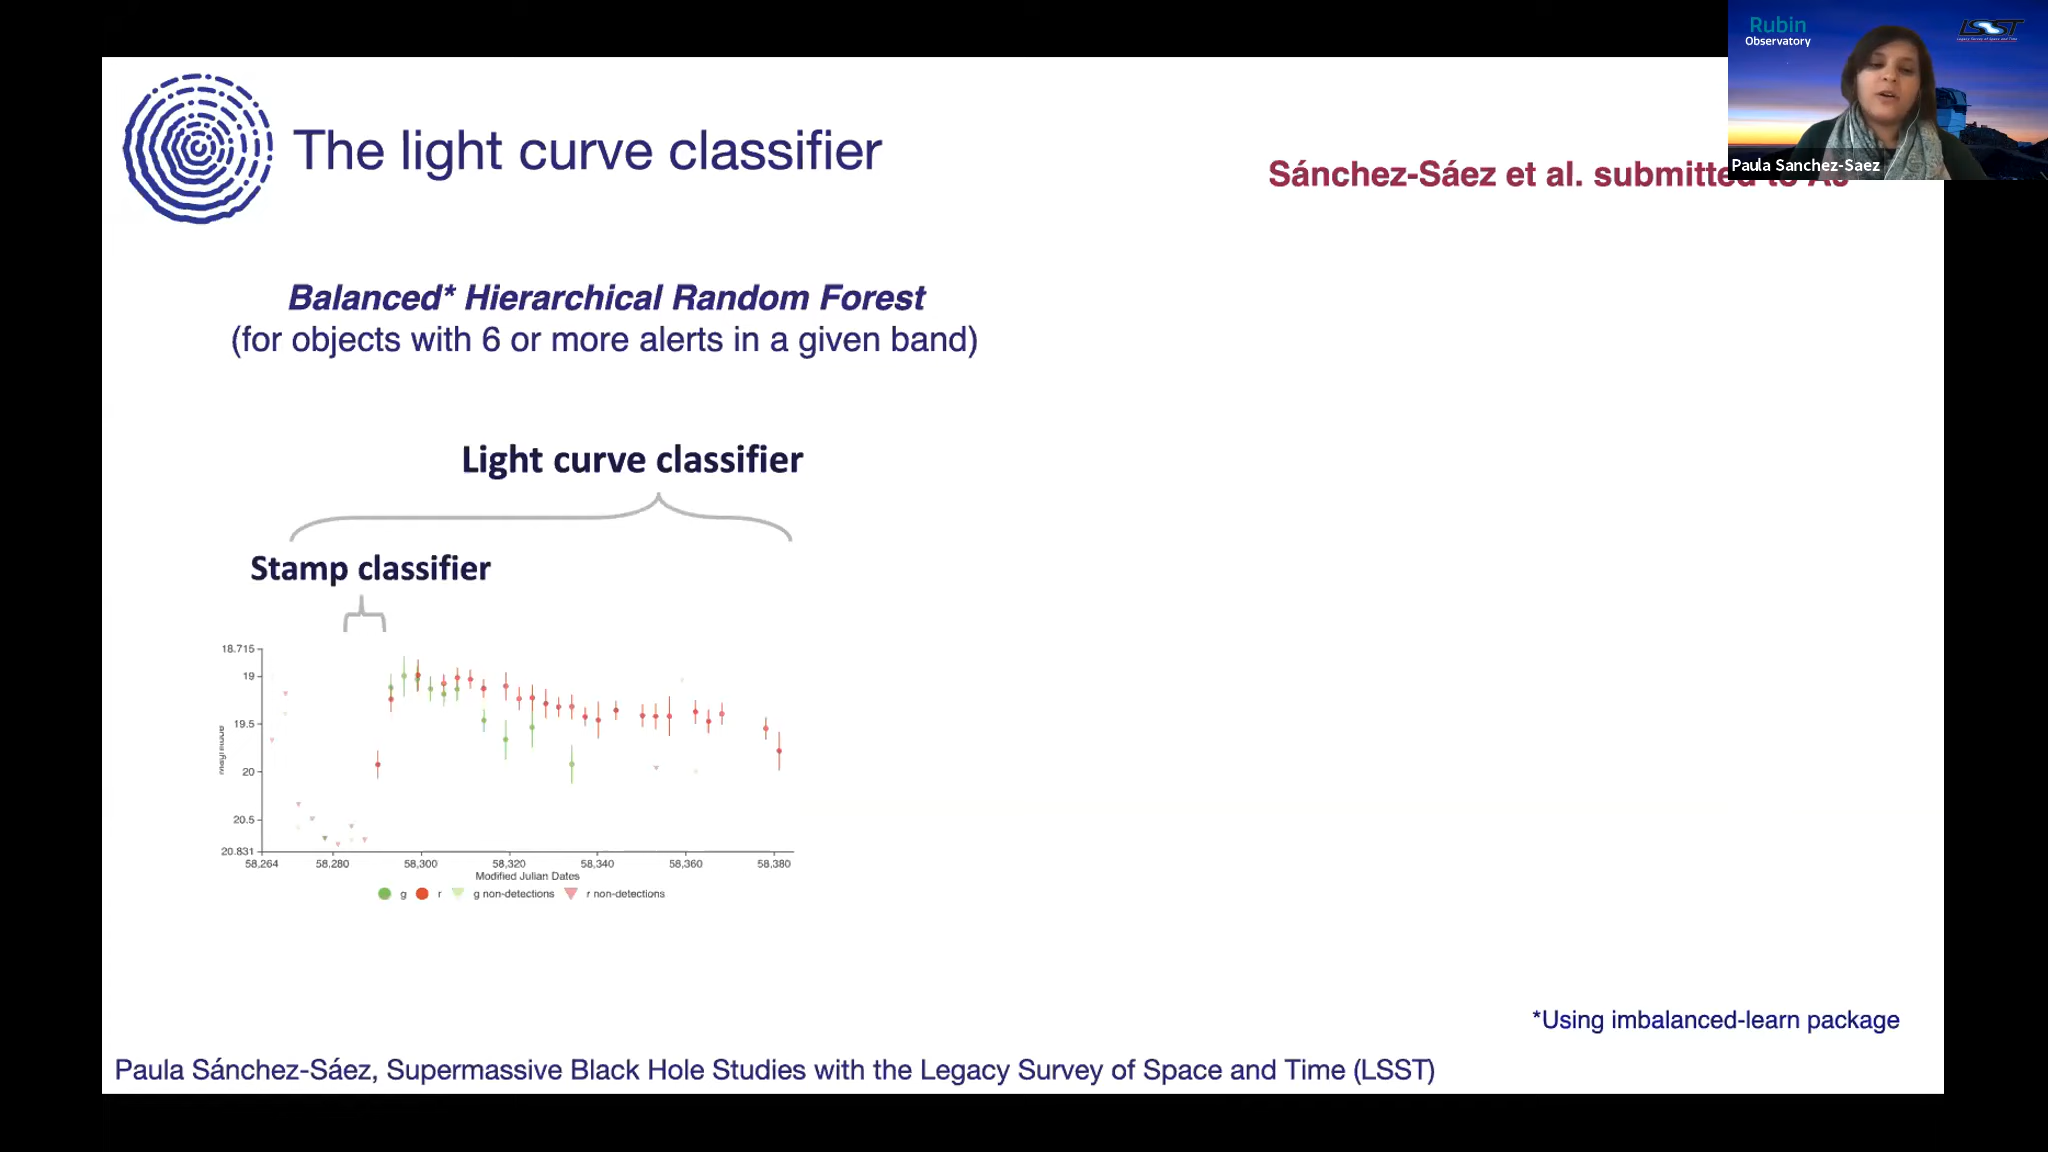 Rubin
Observatory
LSST
Paula Sanchez-Saez
The light curve classifier
Sánchez-Sáez et al. submitted to AJ
Balanced* Hierarchical Random Forest
(for objects with 6 or more alerts in a given band)
Light curve classifier
Stamp classifier
18.715
19
19.5
20
20.5
20.831
58,264
58,280
58,300
58,320
58,340
58,360
58,380
Modified Julian Dates
g
r
g non-detections
r non-detections
*Using imbalanced-learn package
Paula Sánchez-Sáez, Supermassive Black Hole Studies with the Legacy Survey of Space and Time (LSST)